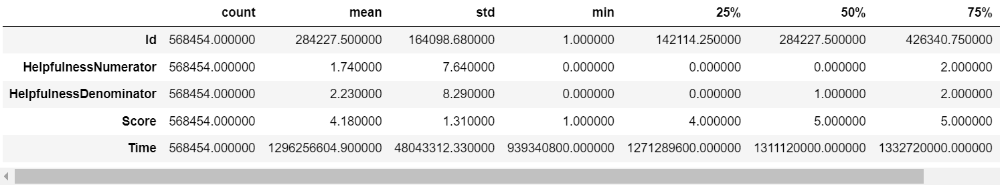 count mean std min 25% 50% 75%
Id 568454.000000 284227.500000 164098.680000 1.000000 142114.250000 284227.500000 426340.750000
HelpfulnessNumerator 568454.000000 1.740000 7.640000 0.000000 0.000000 0.000000 2.000000
HelpfulnessDenominator 568454.000000 2.230000 8.290000 0.000000 0.000000 1.000000 2.000000
Score 568454.000000 4.180000 1.310000 1.000000 4.000000 5.000000 5.000000
Time 568454.000000 1296256604.900000 48043312.330000 939340800.000000 1271289600.000000 1311120000.000000 1332720000.000000